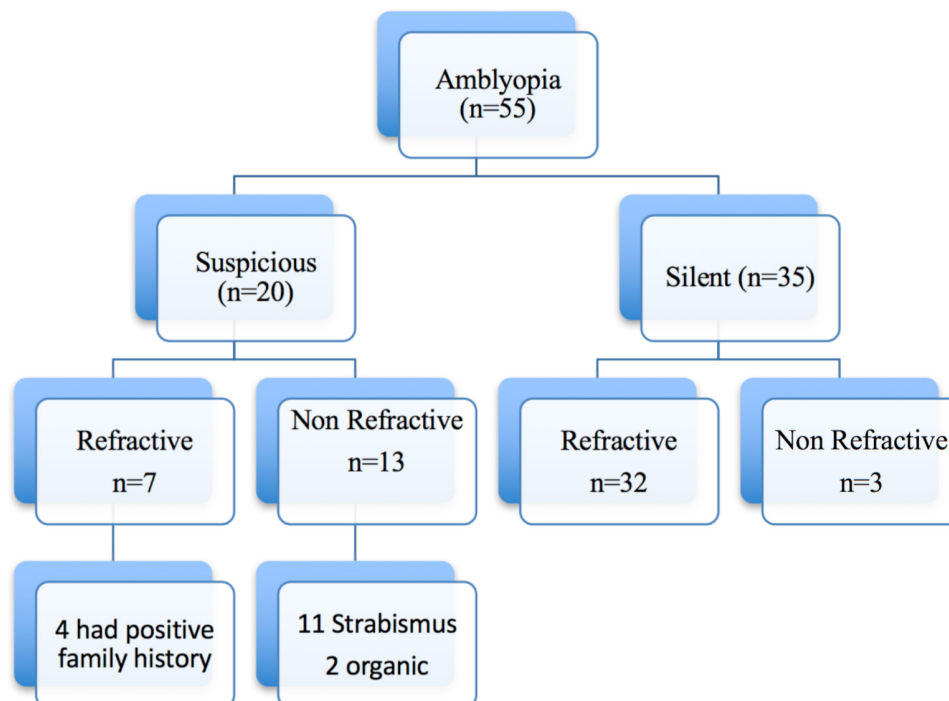 Amblyopia
(n=55)
Suspicious
(n=20)
Silent (n=35)
Refractive
n=7
Non Refractive
n=13
Refractive
n=32
Non Refractive
n=3
4 had positive
family history
11 Strabismus
2 organic